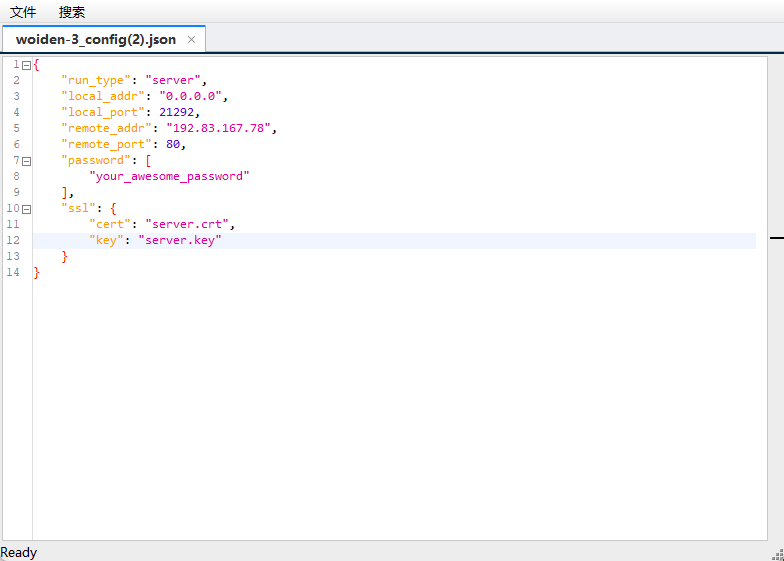 文件 搜索
woiden-3_config(2).json ×
1 {
2 "run_type": "server",
3 "local_addr": "0.0.0.0",
4 "local_port": 21292,
5 "remote_addr": "192.83.167.78",
6 "remote_port": 80,
7 "password": [
8 "your_awesome_password"
9 ],
10 "ssl": {
11 "cert": "server.crt",
12 "key": "server.key"
13 }
14 }
Ready